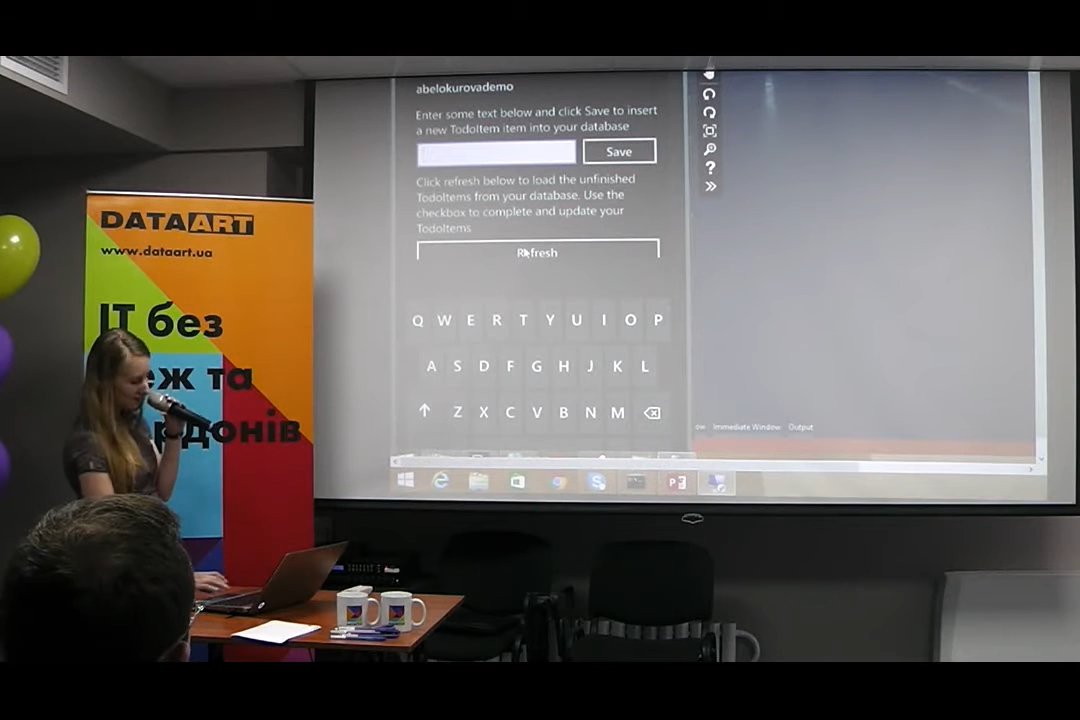 DATAART
www.dataart.ua
IT без
та
рдонів
abelokurovademo
Enter some text below and click Save to insert
a new TodoItem item into your database
Save
Click refresh below to load the unfinished
TodoItems from your database. Use the
checkbox to complete and update your
TodoItems
Refresh
Q W E R T Y U I O P
A S D F G H J K L
Z X C V B N M
?
Immediate Window
Output